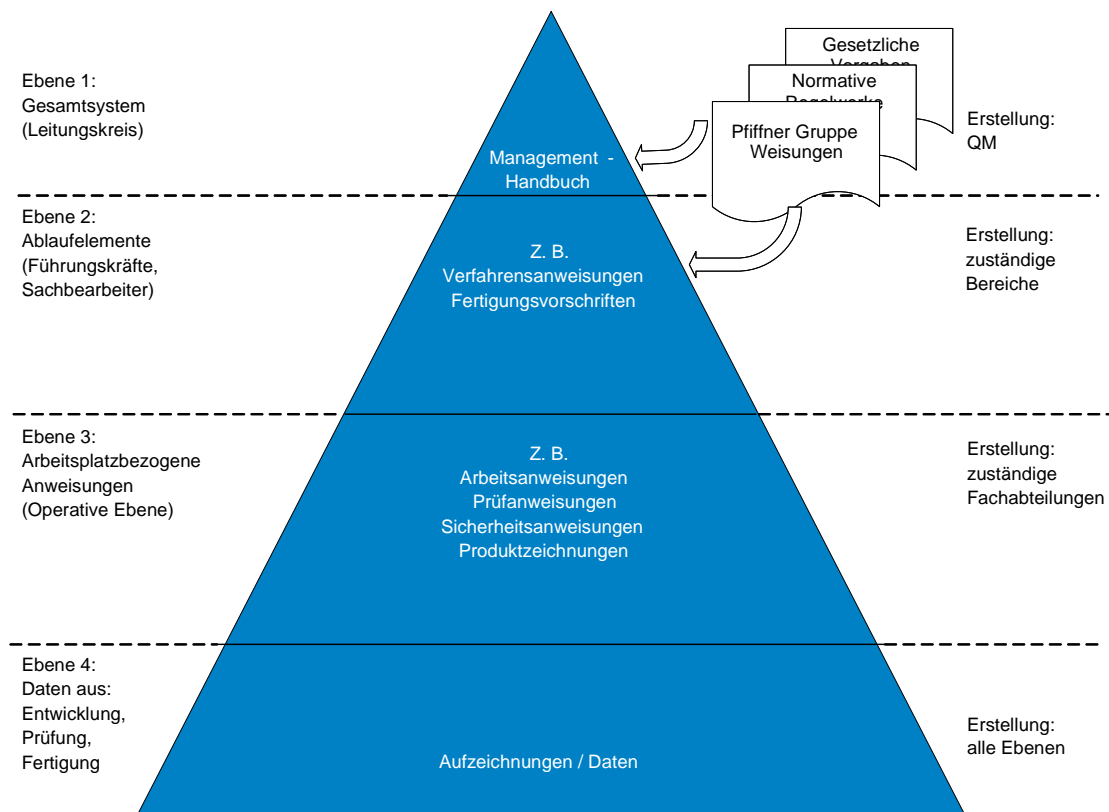 Ebene 1:
Gesamtsystem
(Leitungskreis)
Management -
Handbuch
Gesetzliche
Vorgaben
Normative
Regelwerke
Pfiffner Gruppe
Weisungen
Erstellung:
QM
Ebene 2:
Ablaufelemente
(Führungskräfte,
Sachbearbeiter)
Z. B.
Verfahrensanweisungen
Fertigungsvorschriften
Erstellung:
zuständige
Bereiche
Ebene 3:
Arbeitsplatzbezogene
Anweisungen
(Operative Ebene)
Z. B.
Arbeitsanweisungen
Prüfanweisungen
Sicherheitsanweisungen
Produktzeichnungen
Erstellung:
zuständige
Fachabteilungen
Ebene 4:
Daten aus:
Entwicklung,
Prüfung,
Fertigung
Aufzeichnungen / Daten
Erstellung:
alle Ebenen